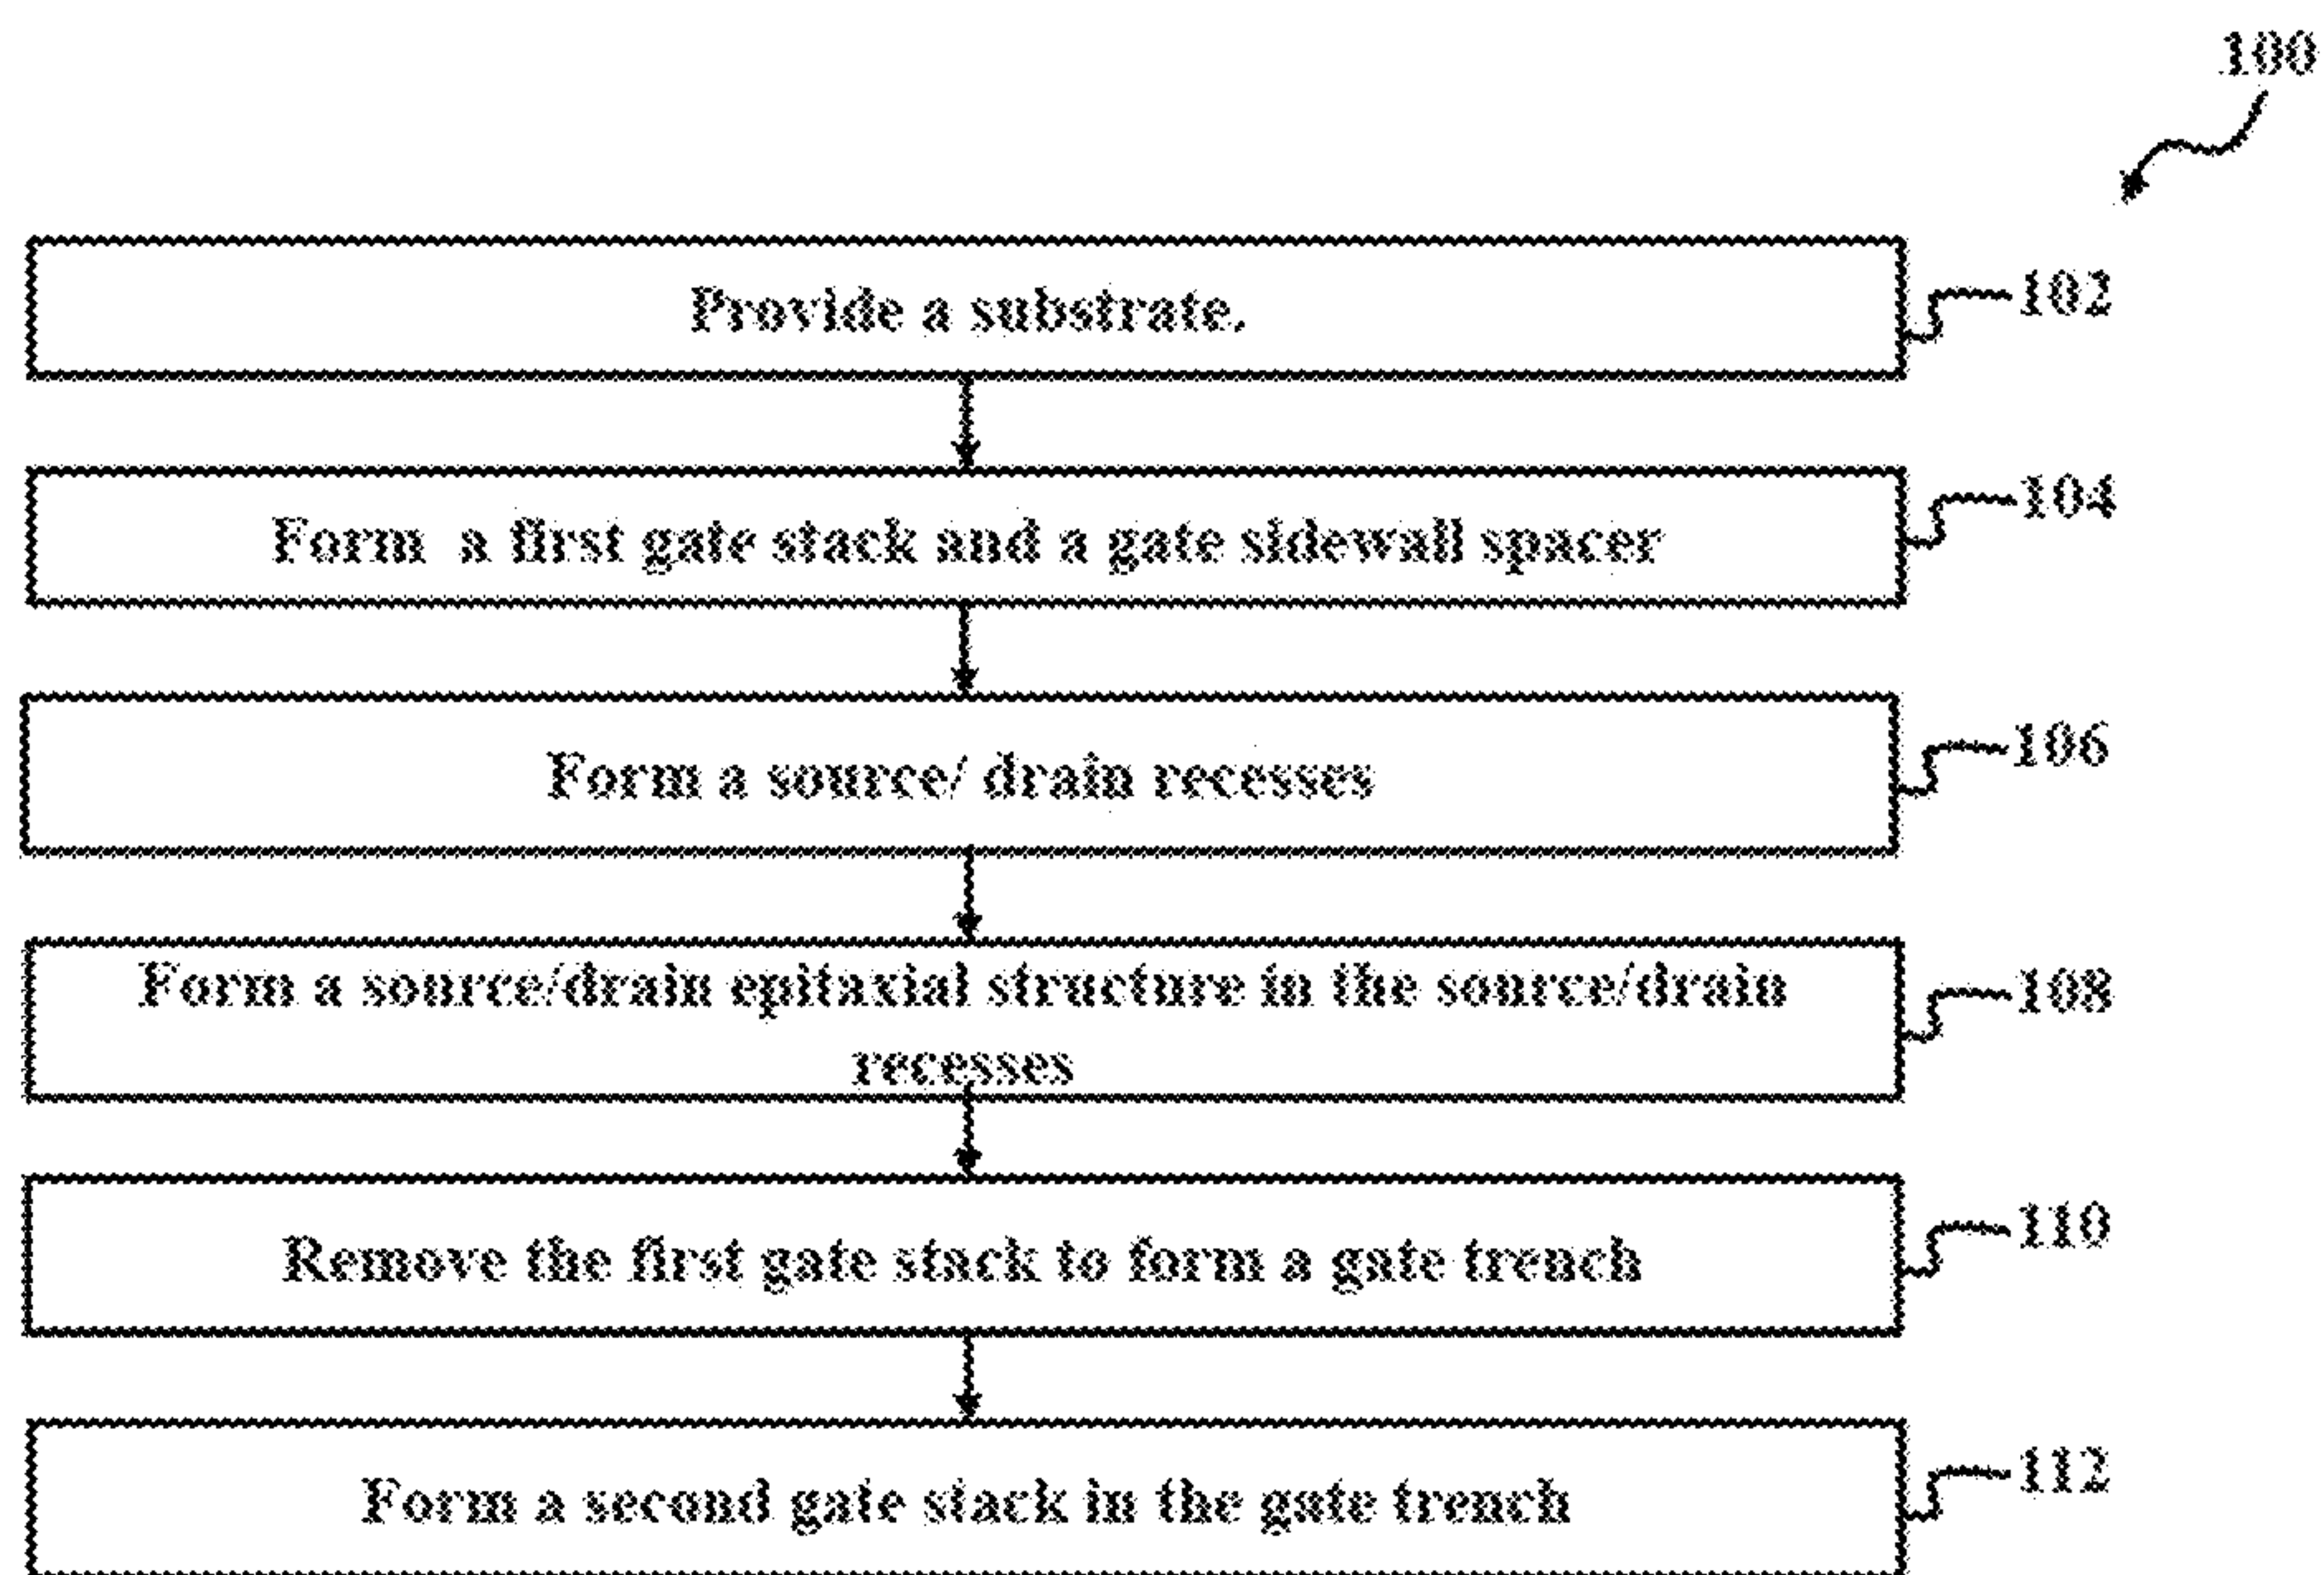 100
Provide a substrate.
102
Form a first gate stack and a gate sidewall spacer
104
Form a source/ drain recesses
106
Form a source/drain epitaxial structure in the source/drain
recesses
108
Remove the first gate stack to form a gate trench
110
Form a second gate stack in the gate trench
112